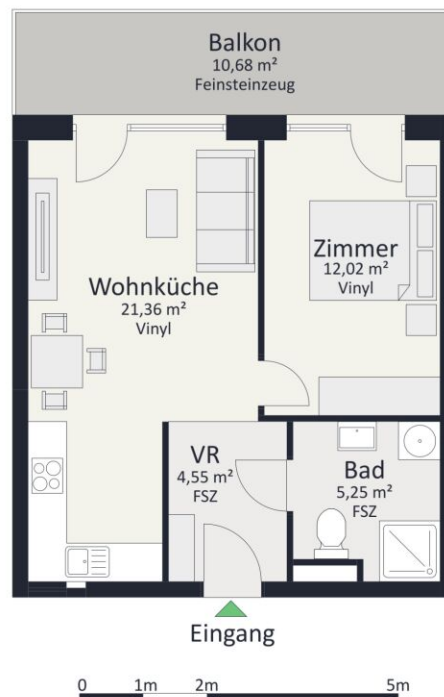 Balkon
10,68 m²
Feinsteinzeug
Zimmer
12,02 m²
Vinyl
Wohnküche
21,36 m²
Vinyl
VR
4,55 m²
FSZ
Bad
5,25 m²
FSZ
Eingang
0 1m 2m 5m